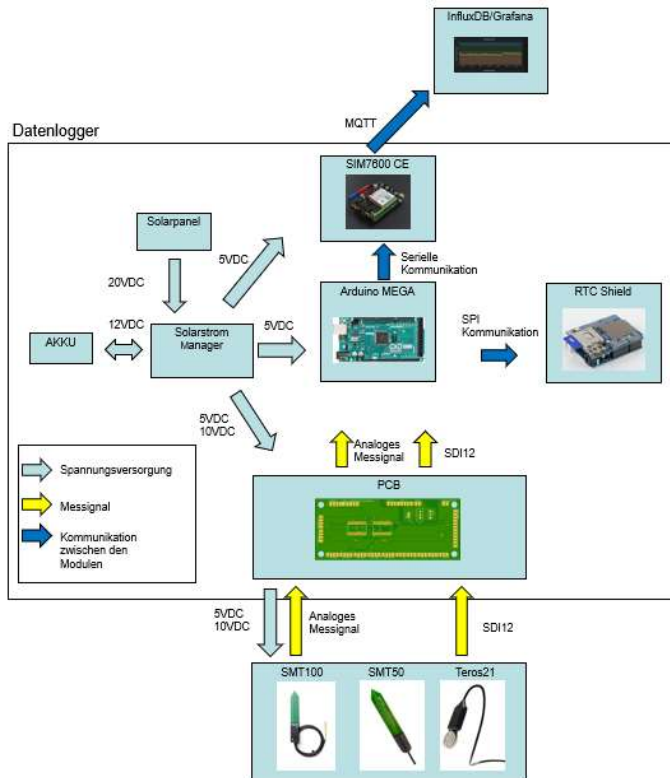 InfluxDB/Grafana
MQTT
Datenlogger
SIM7600 CE
Solarpanel
5VDC
Serielle
Kommunikation
20VDC
Arduino MEGA
RTC Shield
12VDC
SPI
Kommunikation
AKKU
Solarstrom
Manager
5VDC
5VDC
10VDC
Analoges
Messignal
SDI12
Spannungsversorgung
Messignal
Kommunikation
zwischen den
Modulen
PCB
5VDC
10VDC
Analoges
Messignal
SDI12
SMT100
SMT50
Teros21